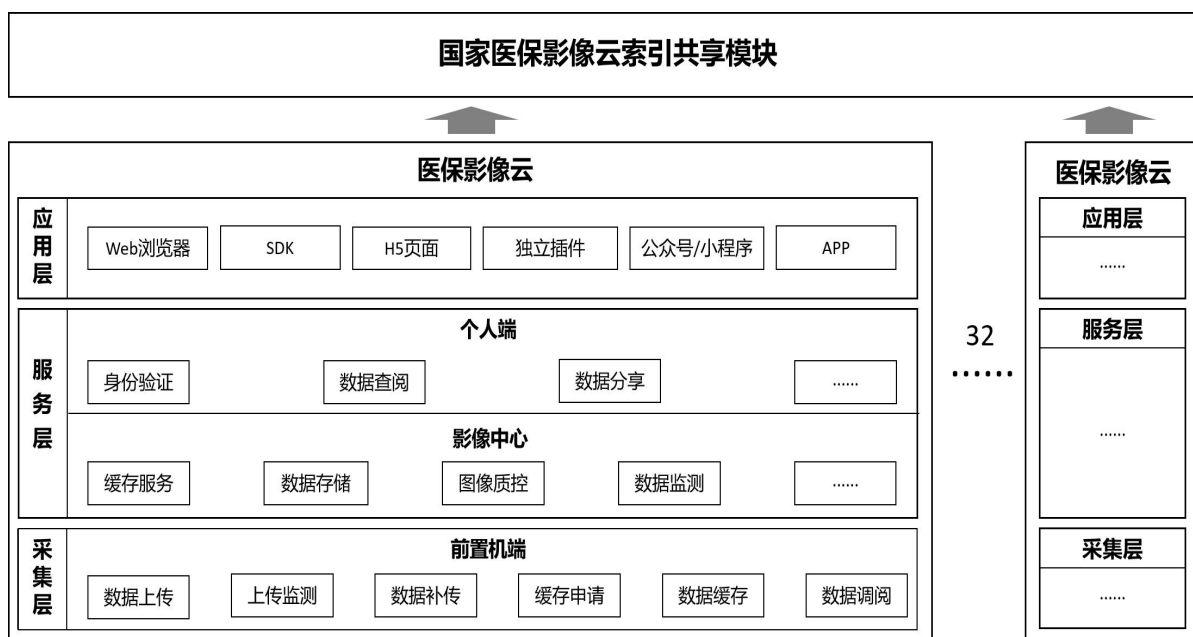 国家医保影像云索引共享模块
医保影像云
应用层
Web浏览器
SDK
H5页面
独立插件
公众号/小程序
APP
服务层
个人端
身份验证
数据查阅
数据分享
......
影像中心
缓存服务
数据存储
图像质控
数据监测
......
采集层
前置机端
数据上传
上传监测
数据补传
缓存申请
数据缓存
数据调阅
32
......
医保影像云
应用层
......
服务层
......
采集层
......